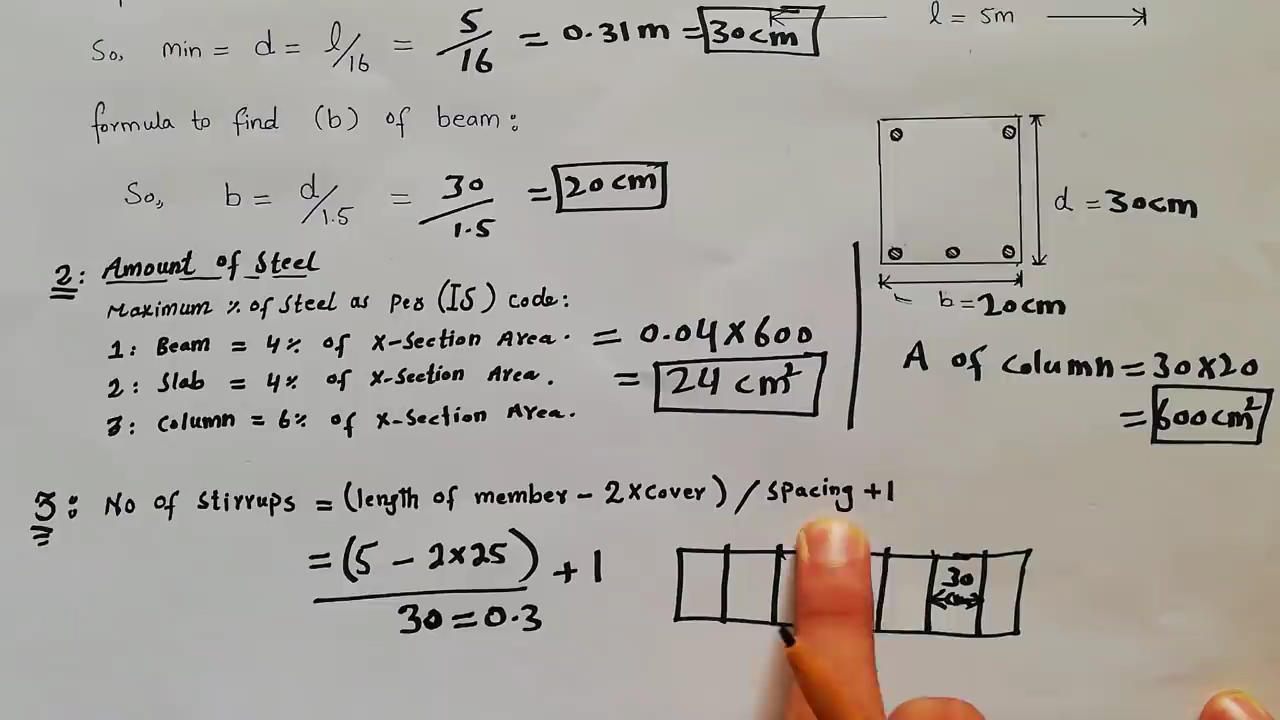 So, min = d = l/16 = 5/16 = 0.31m = 30cm
l = 5m
formula to find (b) of beam:
So, b = d/1.5 = 30/1.5 = 20cm
d = 30cm
b = 20cm
2: Amount of Steel
Maximum % of Steel as Per (IS) Code:
1: Beam = 4% of X-Section Area. = 0.04×600
2: Slab = 4% of X-Section Area. = 24 cm²
3: Column = 6% of X-Section Area.
A of Column = 30×20
= 600cm²
3: No of Stirrups = (length of member - 2×cover) / Spacing +1
= (5 - 2×25) + 1
30 = 0.3
30